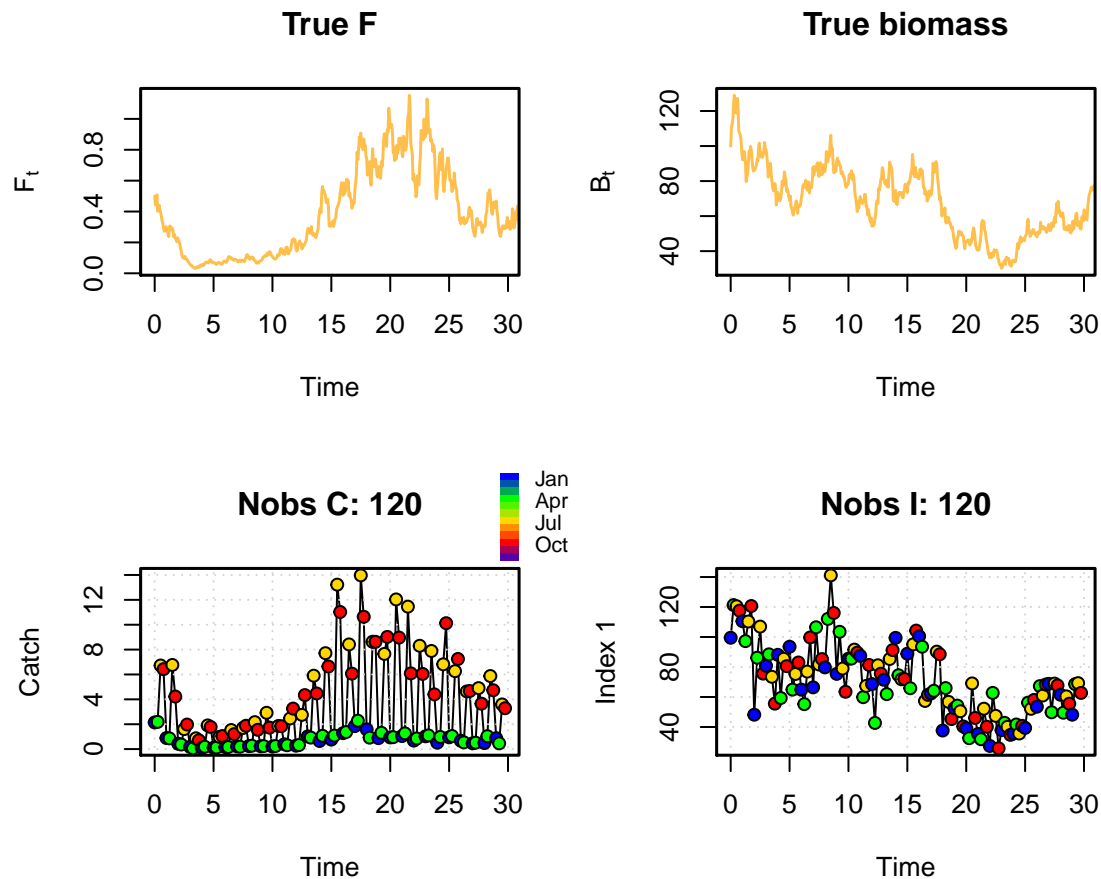 True F
F_t
0.0 0.4 0.8
0 5 10 15 20 25 30
Time
True biomass
B_t
40 80 120
0 5 10 15 20 25 30
Time
Nobs C: 120
Jan
Apr
Jul
Oct
Catch
0 4 8 12
0 5 10 15 20 25 30
Time
Nobs I: 120
Index 1
40 80 120
0 5 10 15 20 25 30
Time